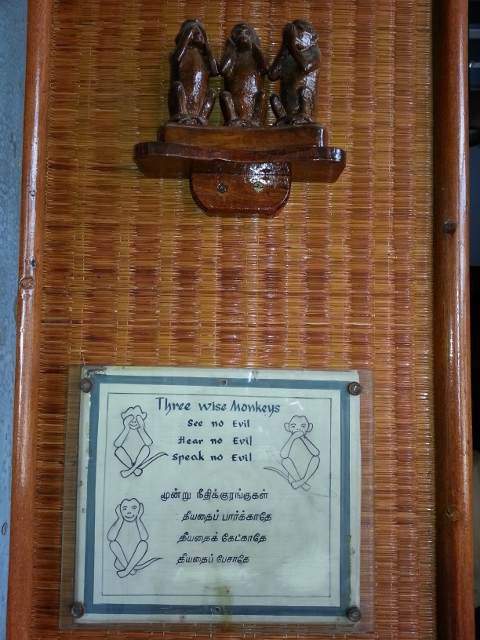 Three Wise Monkeys
See no Evil
Hear no Evil
Speak no Evil
மூன்று நீதிக்குரங்குகள்
தீயதைப் பார்க்காதே
தீயதைக் கேட்காதே
தீயதைப் பேசாதே